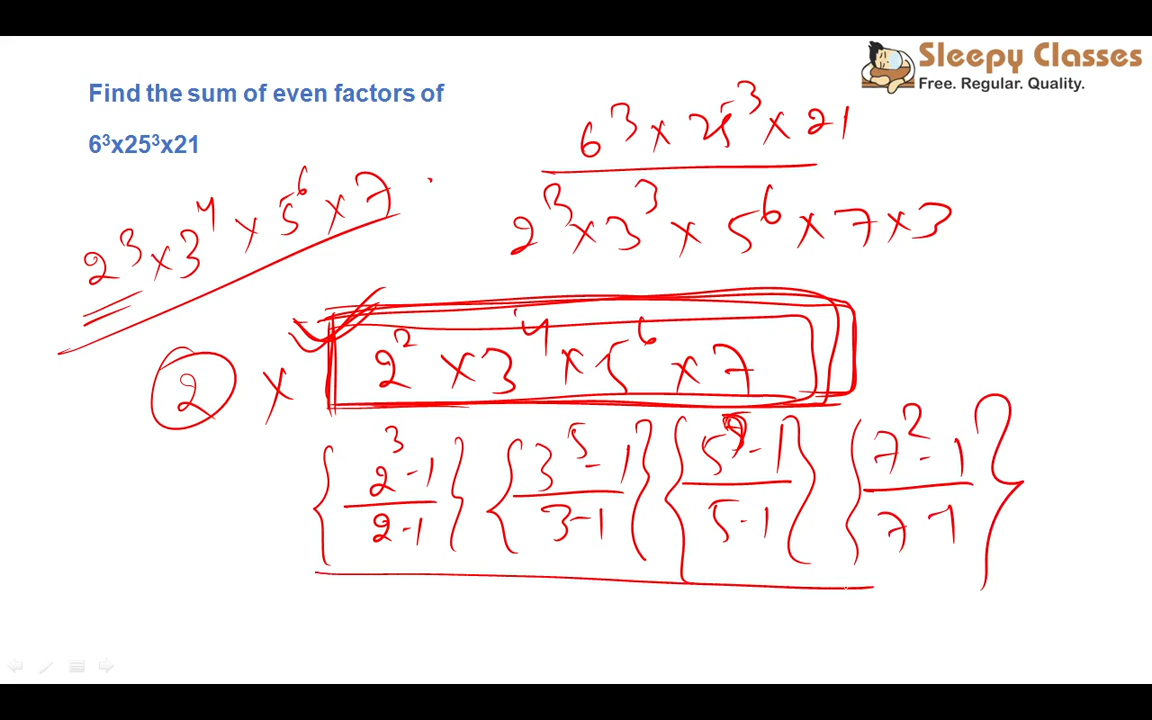 Sleepy Classes
Free. Regular. Quality.
Find the sum of even factors of
6³x25³x21
6³ × 25³ × 21
2³ × 3³ × 5⁶ × 7 × 3
2³ × 3⁴ × 5⁶ × 7
2 × 2² × 3⁴ × 5⁶ × 7
{2³-1 / 2-1} {3⁵-1 / 3-1} {5⁷-1 / 5-1} {7²-1 / 7-1}